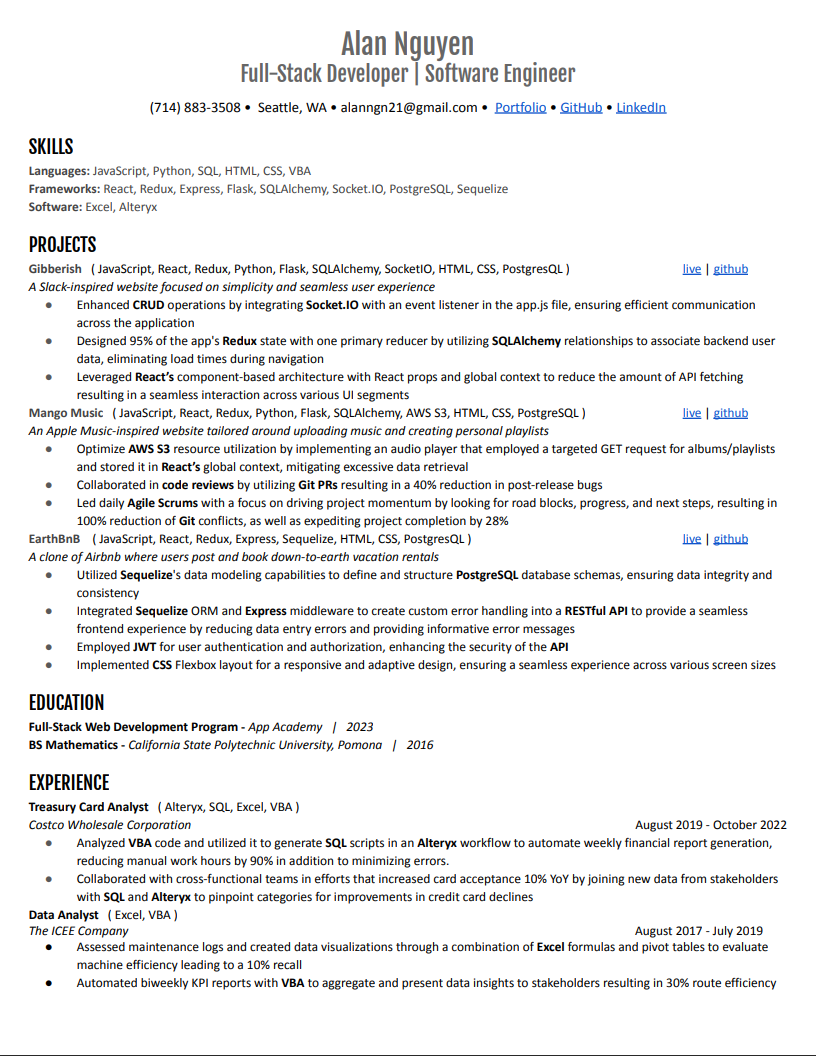 Alan Nguyen
Full-Stack Developer | Software Engineer
(714) 883-3508 • Seattle, WA • alanngn21@gmail.com • Portfolio • GitHub • LinkedIn
SKILLS
Languages: JavaScript, Python, SQL, HTML, CSS, VBA
Frameworks: React, Redux, Express, Flask, SQLAlchemy, Socket.IO, PostgreSQL, Sequelize
Software: Excel, Alteryx
PROJECTS
Gibberish ( JavaScript, React, Redux, Python, Flask, SQLAlchemy, SocketIO, HTML, CSS, PostgresQL ) live | github
A Slack-inspired website focused on simplicity and seamless user experience
● Enhanced CRUD operations by integrating Socket.IO with an event listener in the app.js file, ensuring efficient communication
across the application
● Designed 95% of the app's Redux state with one primary reducer by utilizing SQLAlchemy relationships to associate backend user
data, eliminating load times during navigation
● Leveraged React’s component-based architecture with React props and global context to reduce the amount of API fetching
resulting in a seamless interaction across various UI segments
Mango Music ( JavaScript, React, Redux, Python, Flask, SQLAlchemy, AWS S3, HTML, CSS, PostgreSQL ) live | github
An Apple Music-inspired website tailored around uploading music and creating personal playlists
● Optimize AWS S3 resource utilization by implementing an audio player that employed a targeted GET request for albums/playlists
and stored it in React’s global context, mitigating excessive data retrieval
● Collaborated in code reviews by utilizing Git PRs resulting in a 40% reduction in post-release bugs
● Led daily Agile Scrums with a focus on driving project momentum by looking for road blocks, progress, and next steps, resulting in
100% reduction of Git conflicts, as well as expediting project completion by 28%
EarthBnB ( JavaScript, React, Redux, Express, Sequelize, HTML, CSS, PostgresQL ) live | github
A clone of Airbnb where users post and book down-to-earth vacation rentals
● Utilized Sequelize's data modeling capabilities to define and structure PostgreSQL database schemas, ensuring data integrity and
consistency
● Integrated Sequelize ORM and Express middleware to create custom error handling into a RESTful API to provide a seamless
frontend experience by reducing data entry errors and providing informative error messages
● Employed JWT for user authentication and authorization, enhancing the security of the API
● Implemented CSS Flexbox layout for a responsive and adaptive design, ensuring a seamless experience across various screen sizes
EDUCATION
Full-Stack Web Development Program - App Academy | 2023
BS Mathematics - California State Polytechnic University, Pomona | 2016
EXPERIENCE
Treasury Card Analyst ( Alteryx, SQL, Excel, VBA )
Costco Wholesale Corporation August 2019 - October 2022
● Analyzed VBA code and utilized it to generate SQL scripts in an Alteryx workflow to automate weekly financial report generation,
reducing manual work hours by 90% in addition to minimizing errors.
● Collaborated with cross-functional teams in efforts that increased card acceptance 10% YoY by joining new data from stakeholders
with SQL and Alteryx to pinpoint categories for improvements in credit card declines
Data Analyst ( Excel, VBA )
The ICEE Company August 2017 - July 2019
● Assessed maintenance logs and created data visualizations through a combination of Excel formulas and pivot tables to evaluate
machine efficiency leading to a 10% recall
● Automated biweekly KPI reports with VBA to aggregate and present data insights to stakeholders resulting in 30% route efficiency